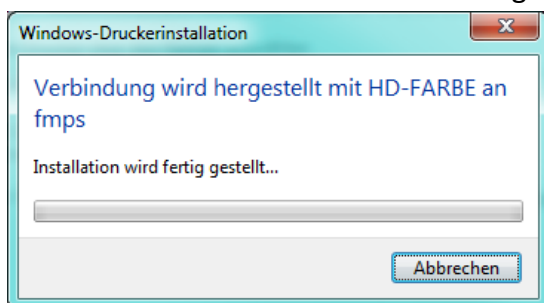 Windows-Druckerinstallation
Verbindung wird hergestellt mit HD-FARBE an
fmps
Installation wird fertig gestellt...
Abbrechen